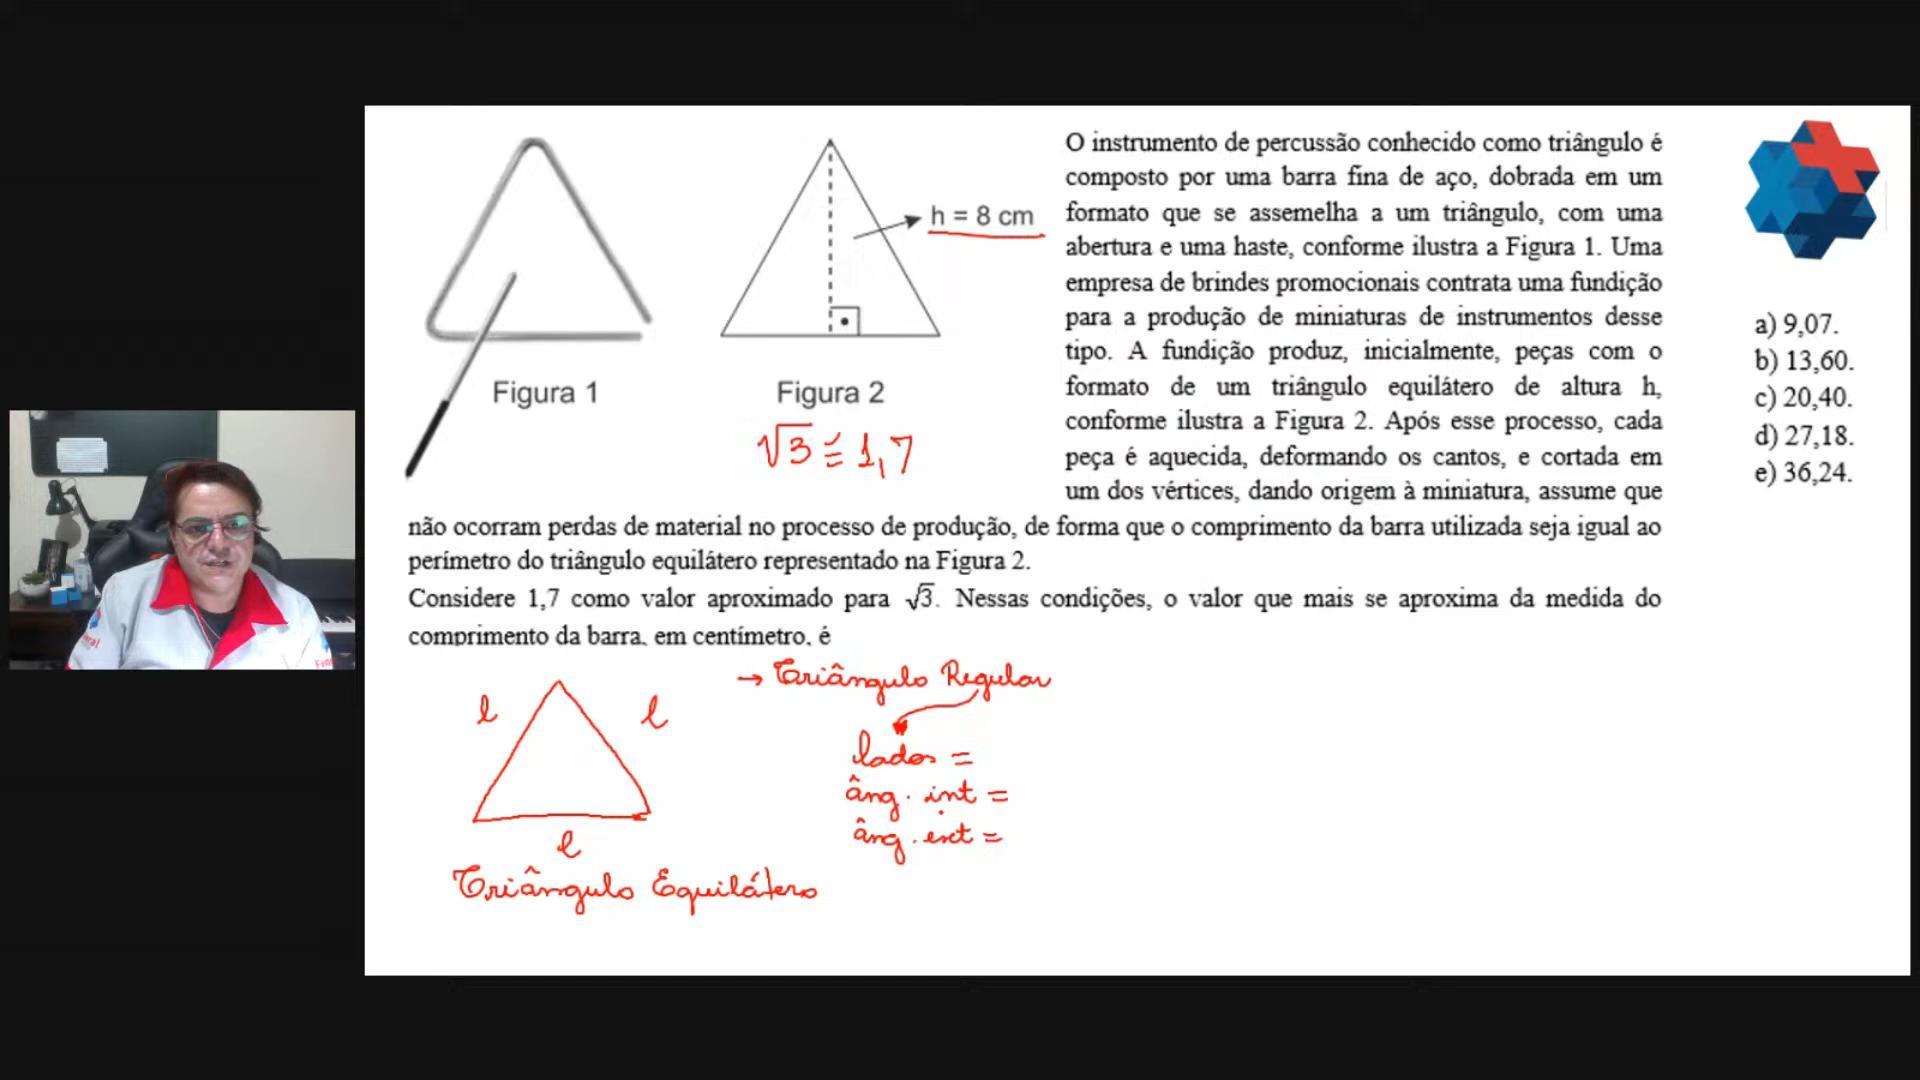 O instrumento de percussão conhecido como triângulo é
composto por uma barra fina de aço, dobrada em um
formato que se assemelha a um triângulo, com uma
abertura e uma haste, conforme ilustra a Figura 1. Uma
empresa de brindes promocionais contrata uma fundição
para a produção de miniaturas de instrumentos desse
tipo. A fundição produz, inicialmente, peças com o
formato de um triângulo equilátero de altura h,
conforme ilustra a Figura 2. Após esse processo, cada
peça é aquecida, deformando os cantos, e cortada em
um dos vértices, dando origem à miniatura, assume que
não ocorram perdas de material no processo de produção, de forma que o comprimento da barra utilizada seja igual ao
perímetro do triângulo equilátero representado na Figura 2.
Considere 1,7 como valor aproximado para √3. Nessas condições, o valor que mais se aproxima da medida do
comprimento da barra, em centímetro, é
h = 8 cm
Figura 1
Figura 2
√3 ≅ 1,7
a) 9,07.
b) 13,60.
c) 20,40.
d) 27,18.
e) 36,24.
l
l
l
Triângulo Equilátero
→ Triângulo Regular
lados =
âng. int =
âng. ext =